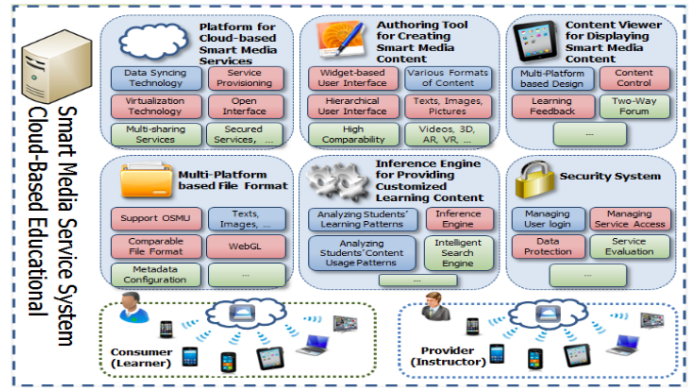 Smart Media Service System
Cloud-Based Educational
Platform for
Cloud-based
Smart Media
Services
Data Syncing
Technology
Service
Provisioning
Virtualization
Technology
Open
Interface
Multi-sharing
Services
Secured
Services, ...
Authoring Tool
for Creating
Smart Media
Content
Widget-based
User Interface
Various Formats
of Content
Hierarchical
User Interface
Texts, Images,
Pictures
High
Comparability
Videos, 3D,
AR, VR, ...
Content Viewer
for Displaying
Smart Media
Content
Multi-Platform
based Design
Content
Control
Learning
Feedback
Two-Way
Forum
...
Multi-Platform
based File Format
Support OSMU
Texts,
Images, ...
Comparable
File Format
WebGL
Metadata
Configuration
...
Inference Engine
for Providing
Customized
Learning Content
Analyzing Students'
Learning Patterns
Inference
Engine
Analyzing
Students'Content
Usage Patterns
Intelligent
Search
Engine
...
Security System
Managing
User login
Managing
Service Access
Data
Protection
Service
Evaluation
...
Consumer
(Learner)
Provider
(Instructor)